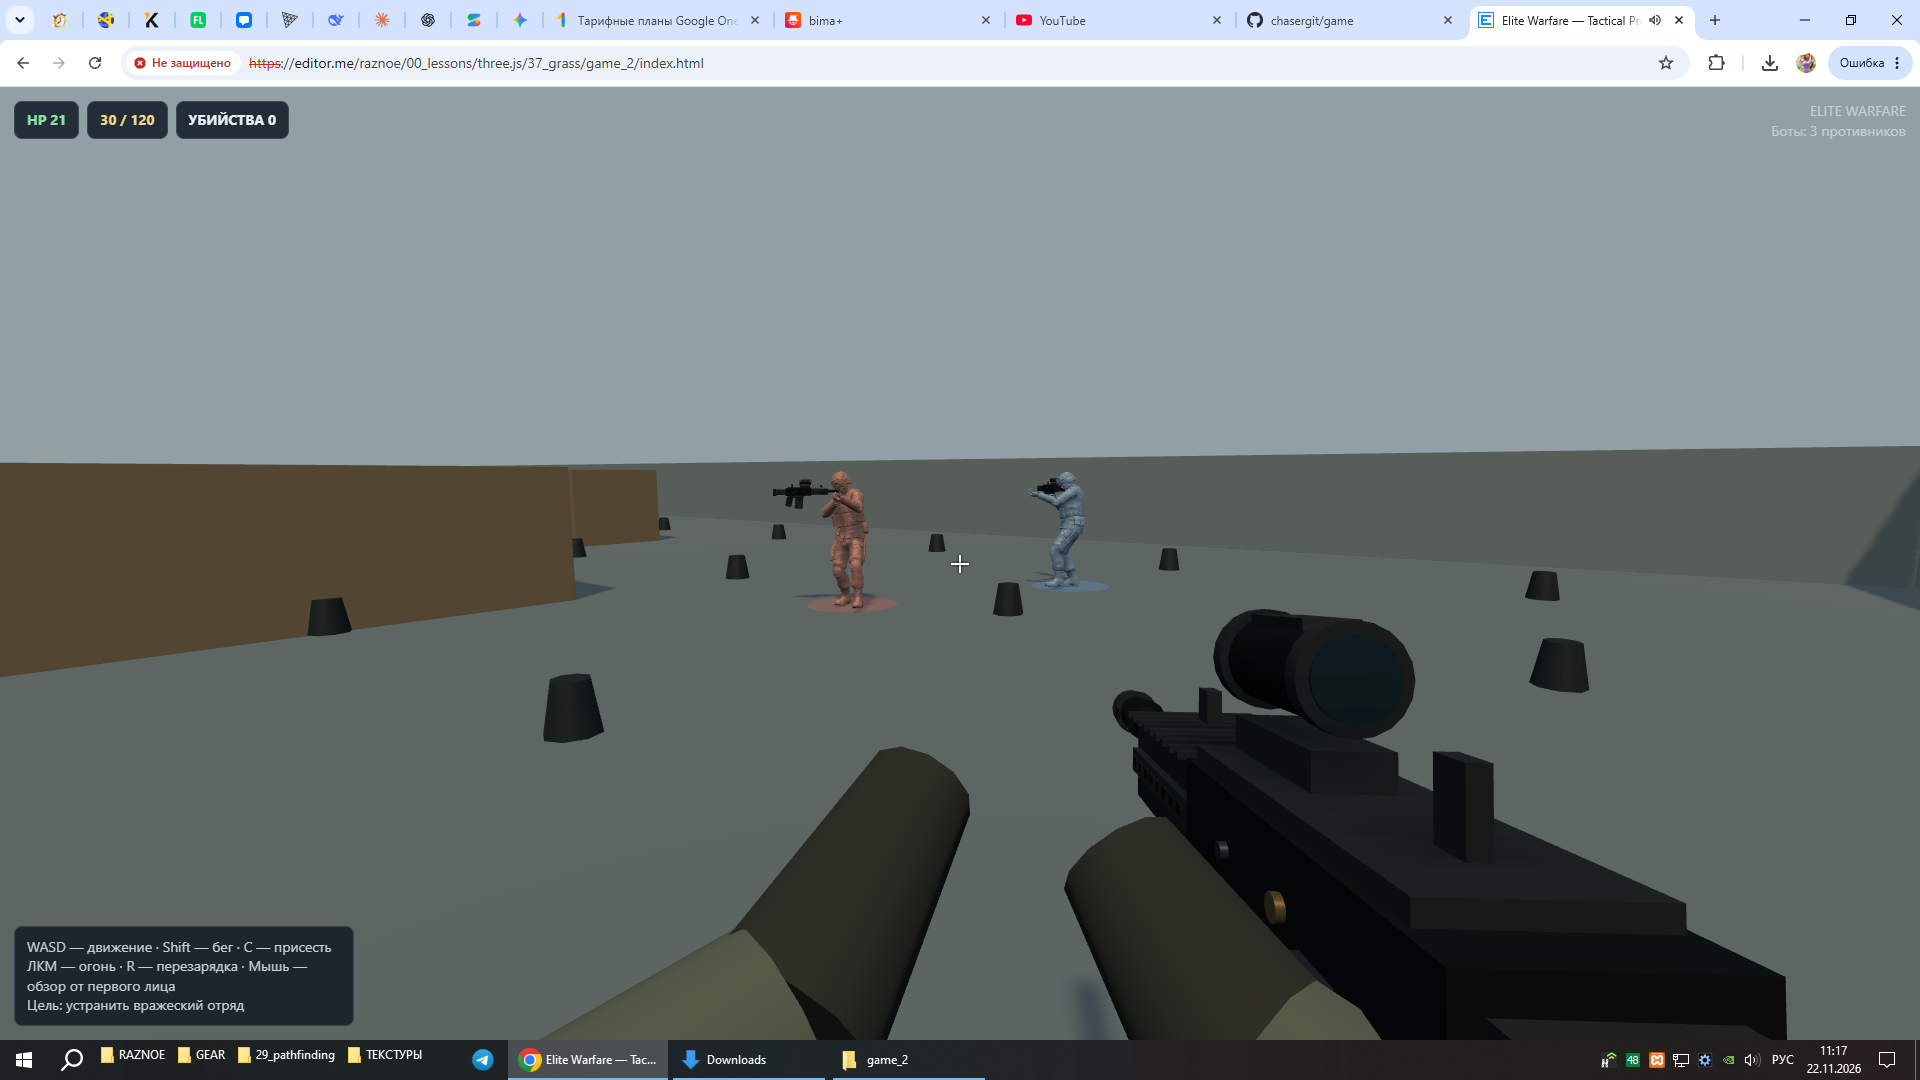 Тарифные планы Google One
bima+
YouTube
chasergit/game
Elite Warfare — Tactical Pr
Не защищено
https://editor.me/raznoe/00_lessons/three.js/37_grass/game_2/index.html
Ошибка
HP 21
30 / 120
УБИЙСТВА 0
ELITE WARFARE
Боты: 3 противников
WASD — движение · Shift — бег · C — присесть
ЛКМ — огонь · R — перезарядка · Мышь —
обзор от первого лица
Цель: устранить вражеский отряд
RAZNOE
GEAR
29_pathfinding
ТЕКСТУРЫ
Elite Warfare — Tac...
Downloads
game_2
48
РУС
11:17
22.11.2026